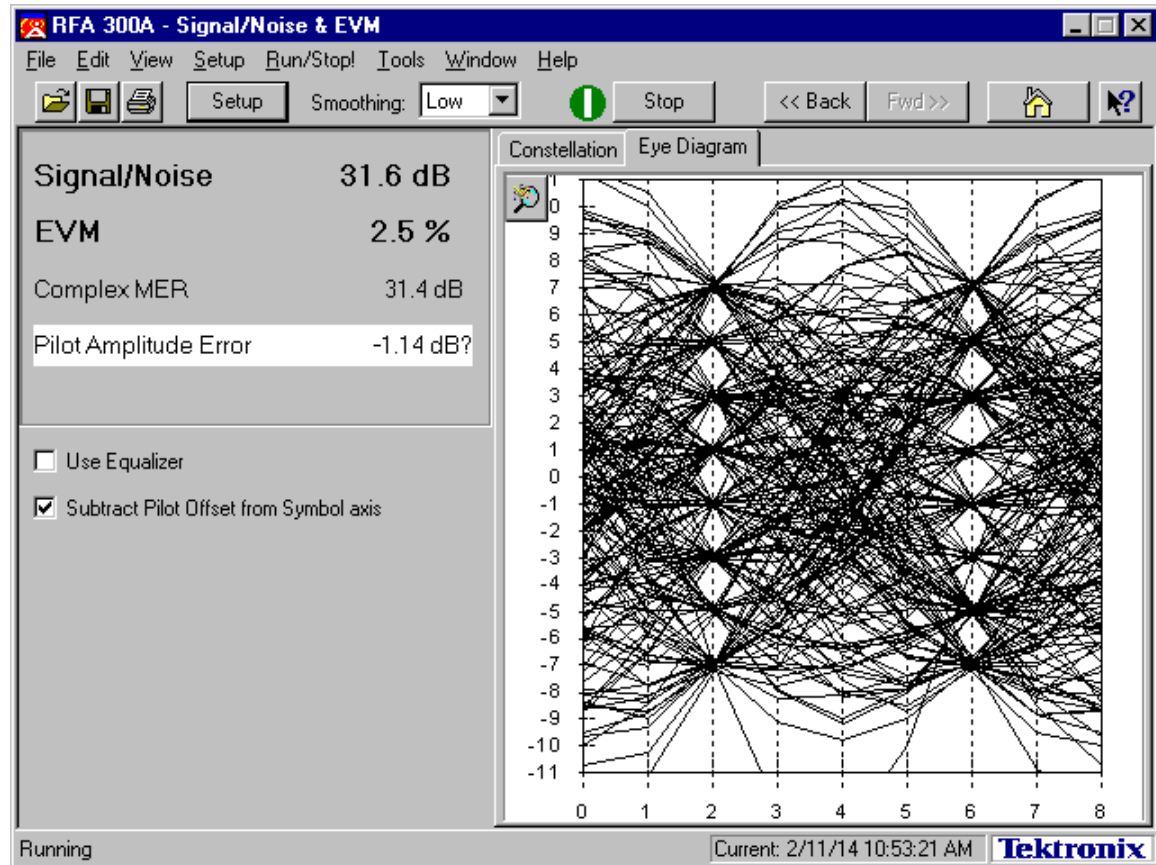 RFA 300A - Signal/Noise & EVM
File Edit View Setup Run/Stop! Tools Window Help
Setup Smoothing: Low Stop << Back Fwd >>
Signal/Noise 31.6 dB
EVM 2.5 %
Complex MER 31.4 dB
Pilot Amplitude Error -1.14 dB?
Use Equalizer
Subtract Pilot Offset from Symbol axis
Constellation Eye Diagram
1
0
9
8
7
6
5
4
3
2
1
0
-1
-2
-3
-4
-5
-6
-7
-8
-9
-10
-11
0 1 2 3 4 5 6 7 8
Running Current: 2/11/14 10:53:21 AM Tektronix